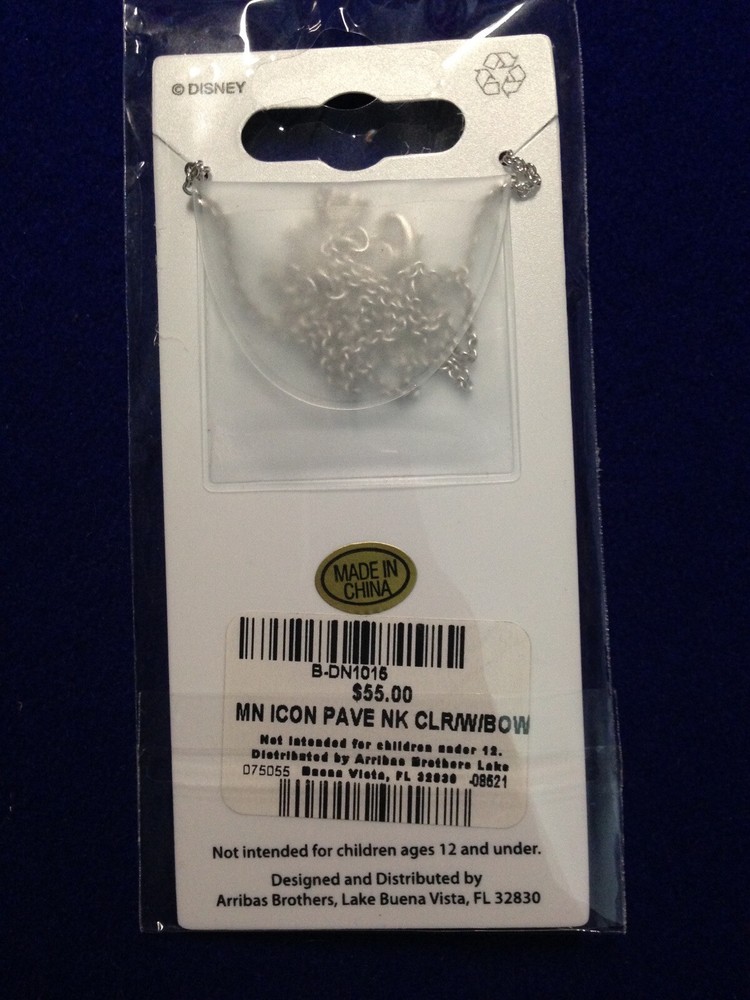 © DISNEY
MADE IN
CHINA
B-DN1016
$55.00
MN ICON PAVE NK CLR/W/BOW
Not intended for children under 12.
Distributed by Arribas Brothers Lake
075055 Buena Vista, FL 32830 -08621
Not intended for children ages 12 and under.
Designed and Distributed by
Arribas Brothers, Lake Buena Vista, FL 32830